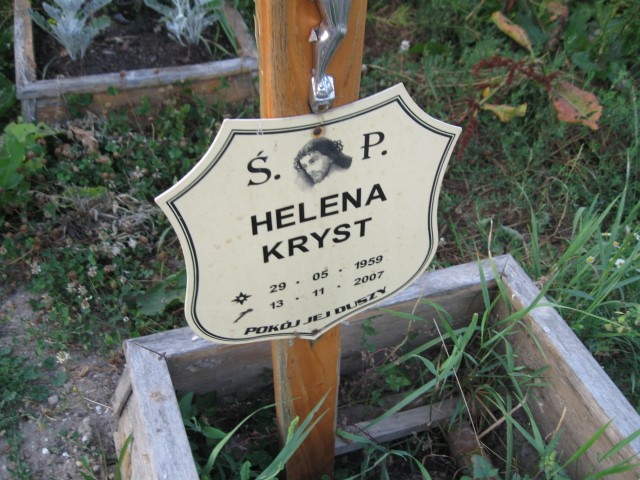 Ś. P.
HELENA
KRYST
29 · 05 · 1959
13 · 11 · 2007
POKÓJ JEJ DUSZY